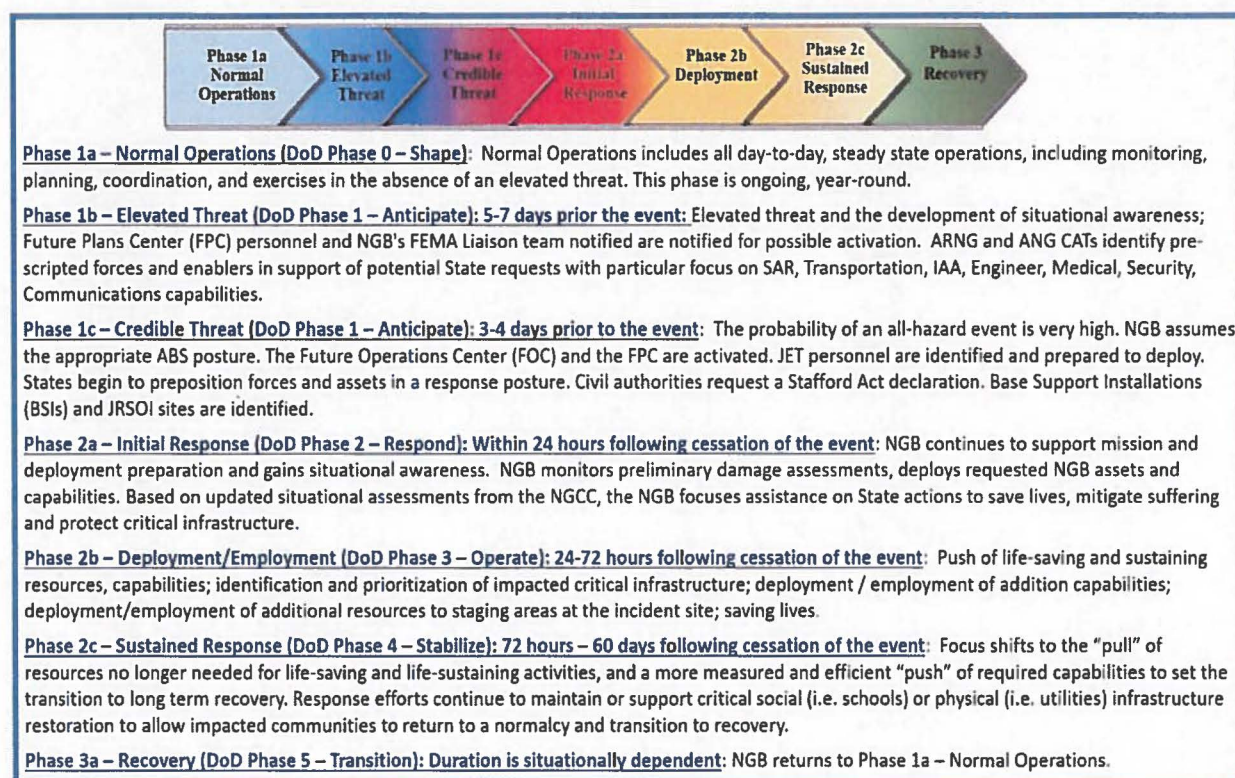 Phase 1a
Normal
Operations
Phase 1b
Elevated
Threat
Phase 1c
Credible
Threat
Phase 2a
Initial
Response
Phase 2b
Deployment
Phase 2c
Sustained
Response
Phase 3
Recovery
Phase 1a – Normal Operations (DoD Phase 0 – Shape): Normal Operations includes all day-to-day, steady state operations, including monitoring,
planning, coordination, and exercises in the absence of an elevated threat. This phase is ongoing, year-round.
Phase 1b – Elevated Threat (DoD Phase 1 – Anticipate): 5-7 days prior the event: Elevated threat and the development of situational awareness;
Future Plans Center (FPC) personnel and NGB's FEMA Liaison team notified are notified for possible activation. ARNG and ANG CATs identify pre-
scripted forces and enablers in support of potential State requests with particular focus on SAR, Transportation, IAA, Engineer, Medical, Security,
Communications capabilities.
Phase 1c – Credible Threat (DoD Phase 1 – Anticipate): 3-4 days prior to the event: The probability of an all-hazard event is very high. NGB assumes
the appropriate ABS posture. The Future Operations Center (FOC) and the FPC are activated. JET personnel are identified and prepared to deploy.
States begin to preposition forces and assets in a response posture. Civil authorities request a Stafford Act declaration. Base Support Installations
(BSIs) and JRSOI sites are identified.
Phase 2a – Initial Response (DoD Phase 2 – Respond): Within 24 hours following cessation of the event: NGB continues to support mission and
deployment preparation and gains situational awareness. NGB monitors preliminary damage assessments, deploys requested NGB assets and
capabilities. Based on updated situational assessments from the NGCC, the NGB focuses assistance on State actions to save lives, mitigate suffering
and protect critical infrastructure.
Phase 2b – Deployment/Employment (DoD Phase 3 – Operate): 24-72 hours following cessation of the event: Push of life-saving and sustaining
resources, capabilities; identification and prioritization of impacted critical infrastructure; deployment / employment of addition capabilities;
deployment/employment of additional resources to staging areas at the incident site; saving lives.
Phase 2c – Sustained Response (DoD Phase 4 – Stabilize): 72 hours – 60 days following cessation of the event: Focus shifts to the “pull” of
resources no longer needed for life-saving and life-sustaining activities, and a more measured and efficient “push” of required capabilities to set the
transition to long term recovery. Response efforts continue to maintain or support critical social (i.e. schools) or physical (i.e. utilities) infrastructure
restoration to allow impacted communities to return to a normalcy and transition to recovery.
Phase 3a – Recovery (DoD Phase 5 – Transition): Duration is situationally dependent: NGB returns to Phase 1a – Normal Operations.